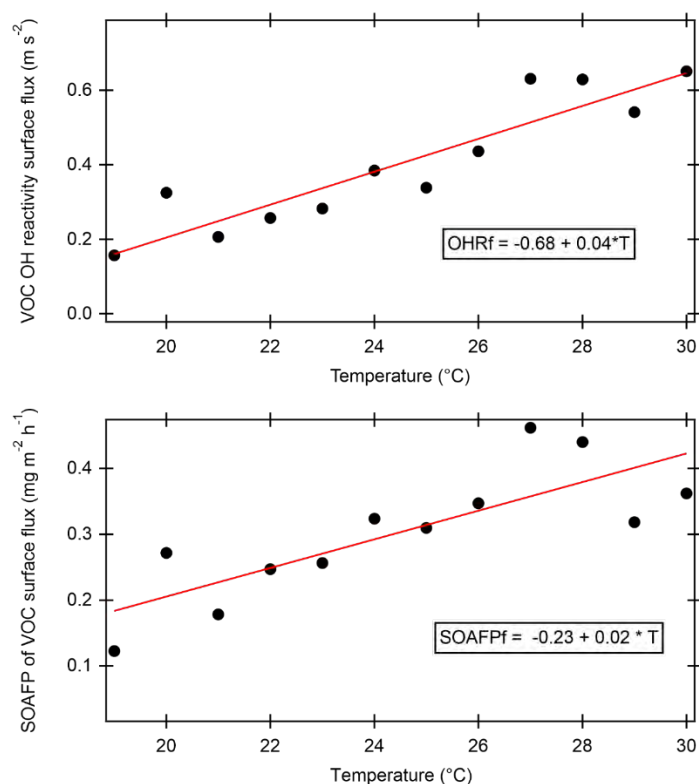 VOC OH reactivity surface flux (m s-2)
0.6
0.4
0.2
0.0
OHRf = -0.68 + 0.04*T
20 22 24 26 28 30
Temperature (°C)
SOAFP of VOC surface flux (mg m-2 h-1)
0.4
0.3
0.2
0.1
SOAFPf = -0.23 + 0.02 * T
20 22 24 26 28 30
Temperature (°C)